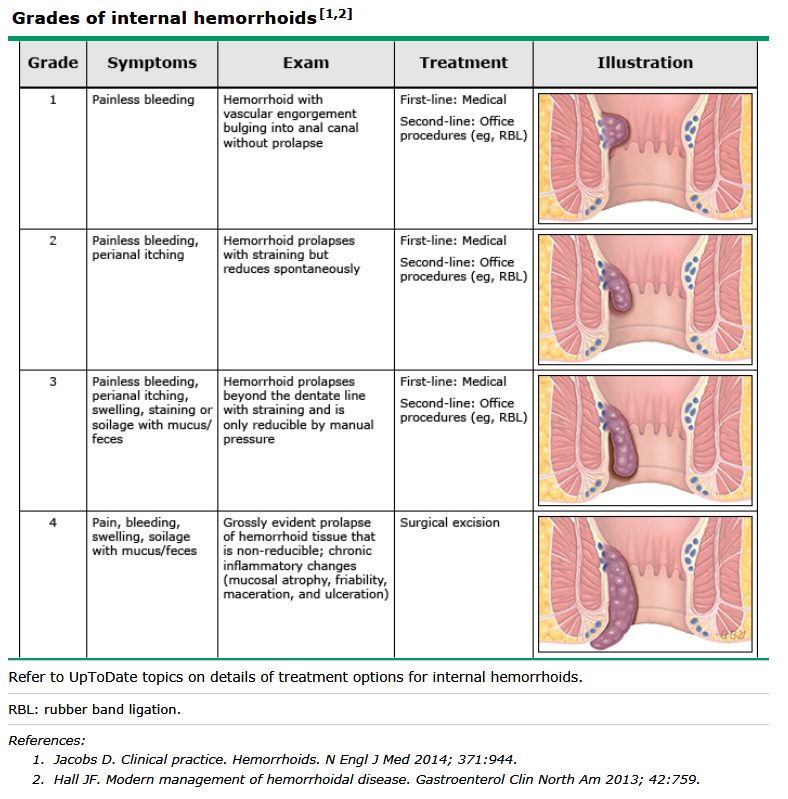 Grades of internal hemorrhoids[1,2]
Grade Symptoms Exam Treatment Illustration
1
Painless bleeding
Hemorrhoid with
vascular engorgement
bulging into anal canal
without prolapse
First-line: Medical
Second-line: Office
procedures (eg, RBL)
2
Painless bleeding,
perianal itching
Hemorrhoid prolapses
with straining but
reduces spontaneously
First-line: Medical
Second-line: Office
procedures (eg, RBL)
3
Painless bleeding,
perianal itching,
swelling, staining or
soilage with mucus/
feces
Hemorrhoid prolapses
beyond the dentate line
with straining and is
only reducible by manual
pressure
First-line: Medical
Second-line: Office
procedures (eg, RBL)
4
Pain, bleeding,
swelling, soilage
with mucus/feces
Grossly evident prolapse
of hemorrhoid tissue that
is non-reducible; chronic
inflammatory changes
(mucosal atrophy, friability,
maceration, and ulceration)
Surgical excision
Refer to UpToDate topics on details of treatment options for internal hemorrhoids.
RBL: rubber band ligation.
References:
1. Jacobs D. Clinical practice. Hemorrhoids. N Engl J Med 2014; 371:944.
2. Hall JF. Modern management of hemorrhoidal disease. Gastroenterol Clin North Am 2013; 42:759.